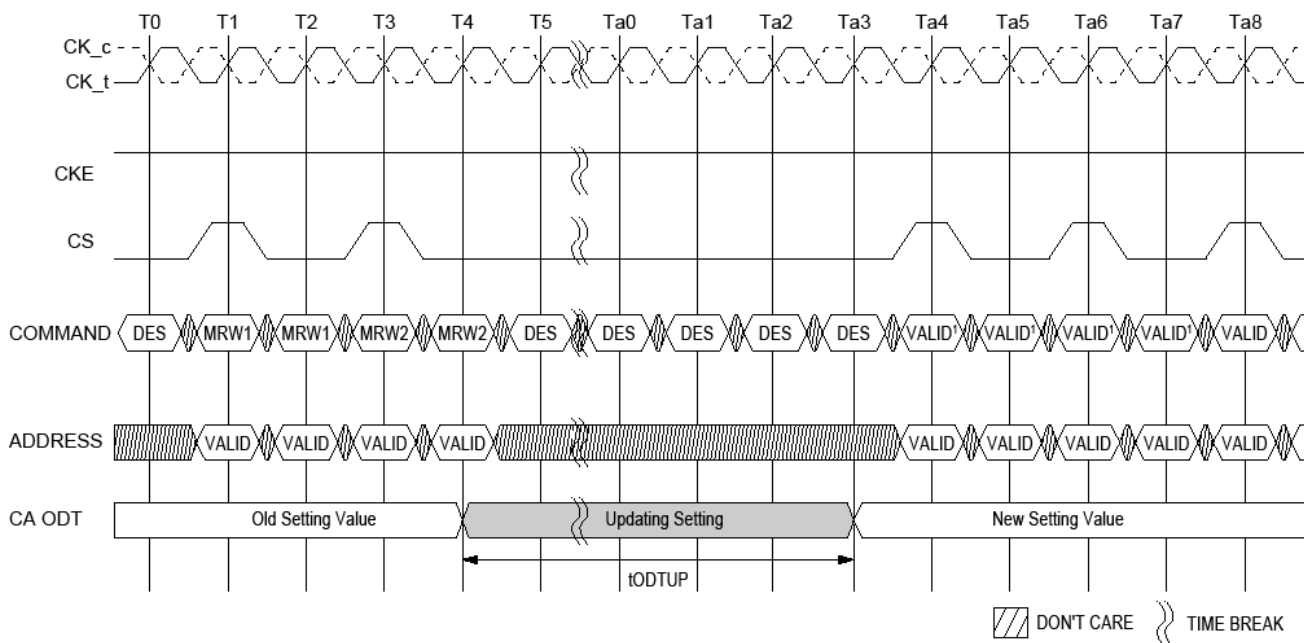 T0 T1 T2 T3 T4 T5 Ta0 Ta1 Ta2 Ta3 Ta4 Ta5 Ta6 Ta7 Ta8
CK_c
CK_t
CKE
CS
COMMAND DES MRW1 MRW1 MRW2 MRW2 DES DES DES DES DES VALID¹ VALID¹ VALID¹ VALID¹ VALID
ADDRESS VALID VALID VALID VALID VALID VALID VALID VALID VALID
CA ODT Old Setting Value Updating Setting New Setting Value
tODTUP
DON'T CARE TIME BREAK